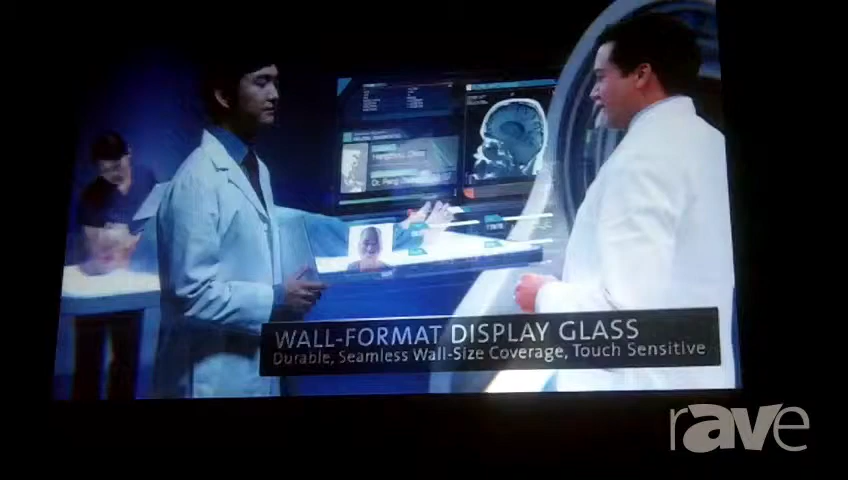 WALL-FORMAT DISPLAY GLASS
Durable, Seamless Wall-Size Coverage, Touch Sensitive
rave